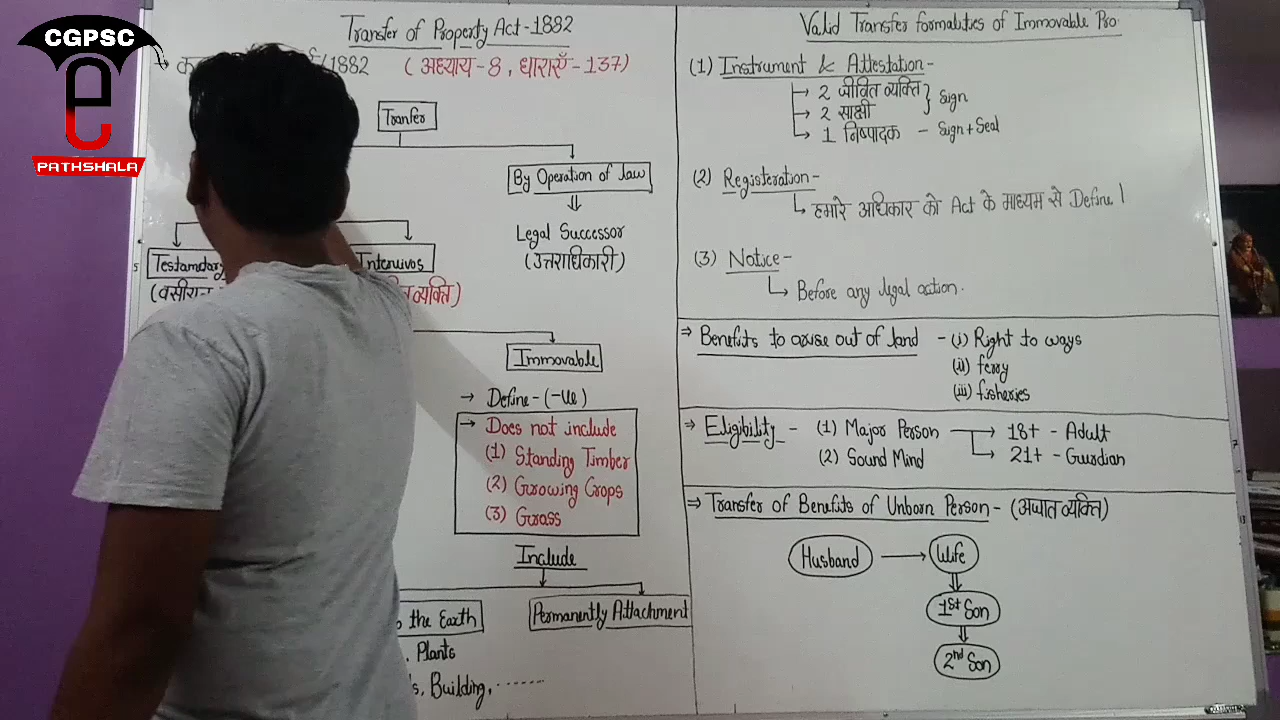 CGPSC
PATHSHALA
Transfer of Property Act-1882
1882 (अध्याय-8, धाराएँ-137)
Tranfer
By Operation of law
Legal Successor
(उत्तराधिकारी)
Intervivos
व्यक्ति)
Immovable
→ Define-(-ve)
→ Does not include
(1) Standing Timber
(2) Growing Crops
(3) Grass
Include
the Earth
Permanently Attachment
Plants
Building, .......
Valid Transfer formalities of Immovable Pro.
(1) Instrument & Attestation-
2 जीवित व्यक्ति } Sign
2 साक्षी
1 निष्पादक - Sign+Seal
(2) Registeration-
हमारे अधिकार को Act के माध्यम से Define।
(3) Notice-
Before any legal action.
⇒ Benefits to arise out of land - (i) Right to ways
(ii) ferry
(iii) fisheries
⇒ Eligibility - (1) Major Person → 18+ - Adult
→ 21+ - Gurdian
(2) Sound Mind
⇒ Transfer of Benefits of Unborn Person- (अजात व्यक्ति)
Husband → Wife
1st Son
2nd Son